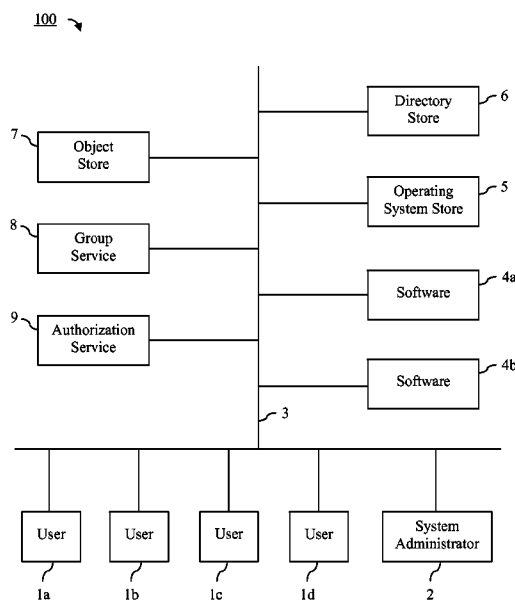 100
6
Directory
Store
7
Object
Store
5
Operating
System Store
8
Group
Service
4a
Software
9
Authorization
Service
4b
Software
3
User
User
User
User
System
Administrator
1a
1b
1c
1d
2